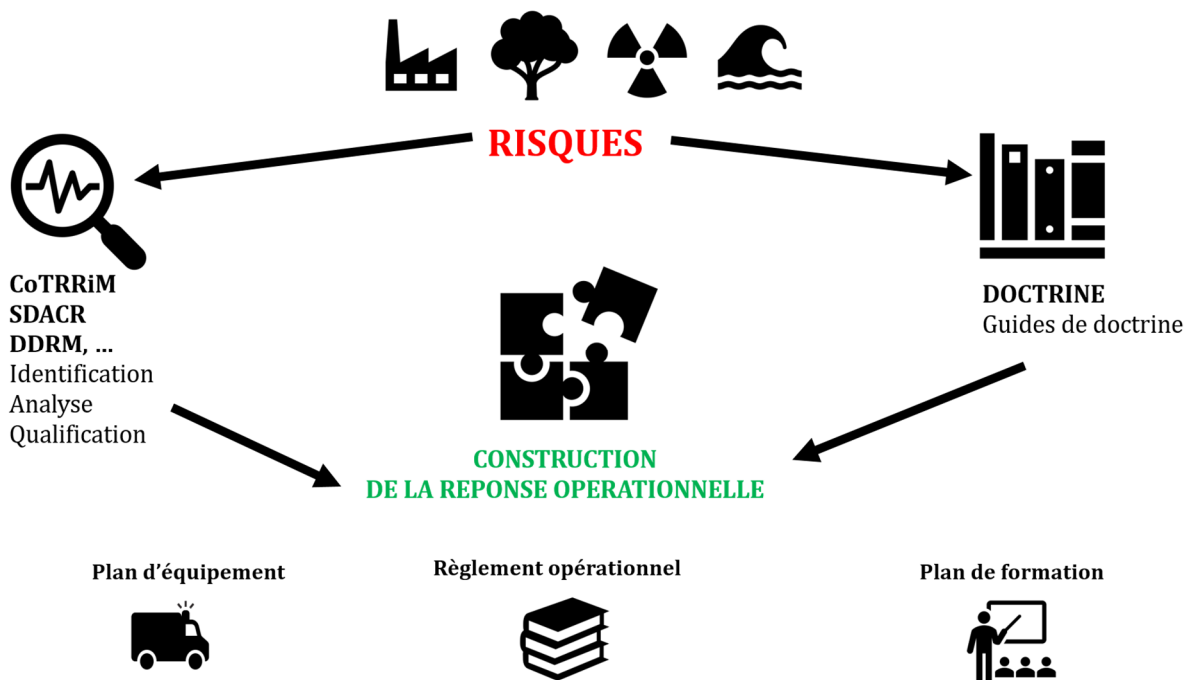 RISQUES
CoTRRiM
SDACR
DDRM, ...
Identification
Analyse
Qualification
DOCTRINE
Guides de doctrine
CONSTRUCTION
DE LA REPONSE OPERATIONNELLE
Plan d'équipement
Règlement opérationnel
Plan de formation